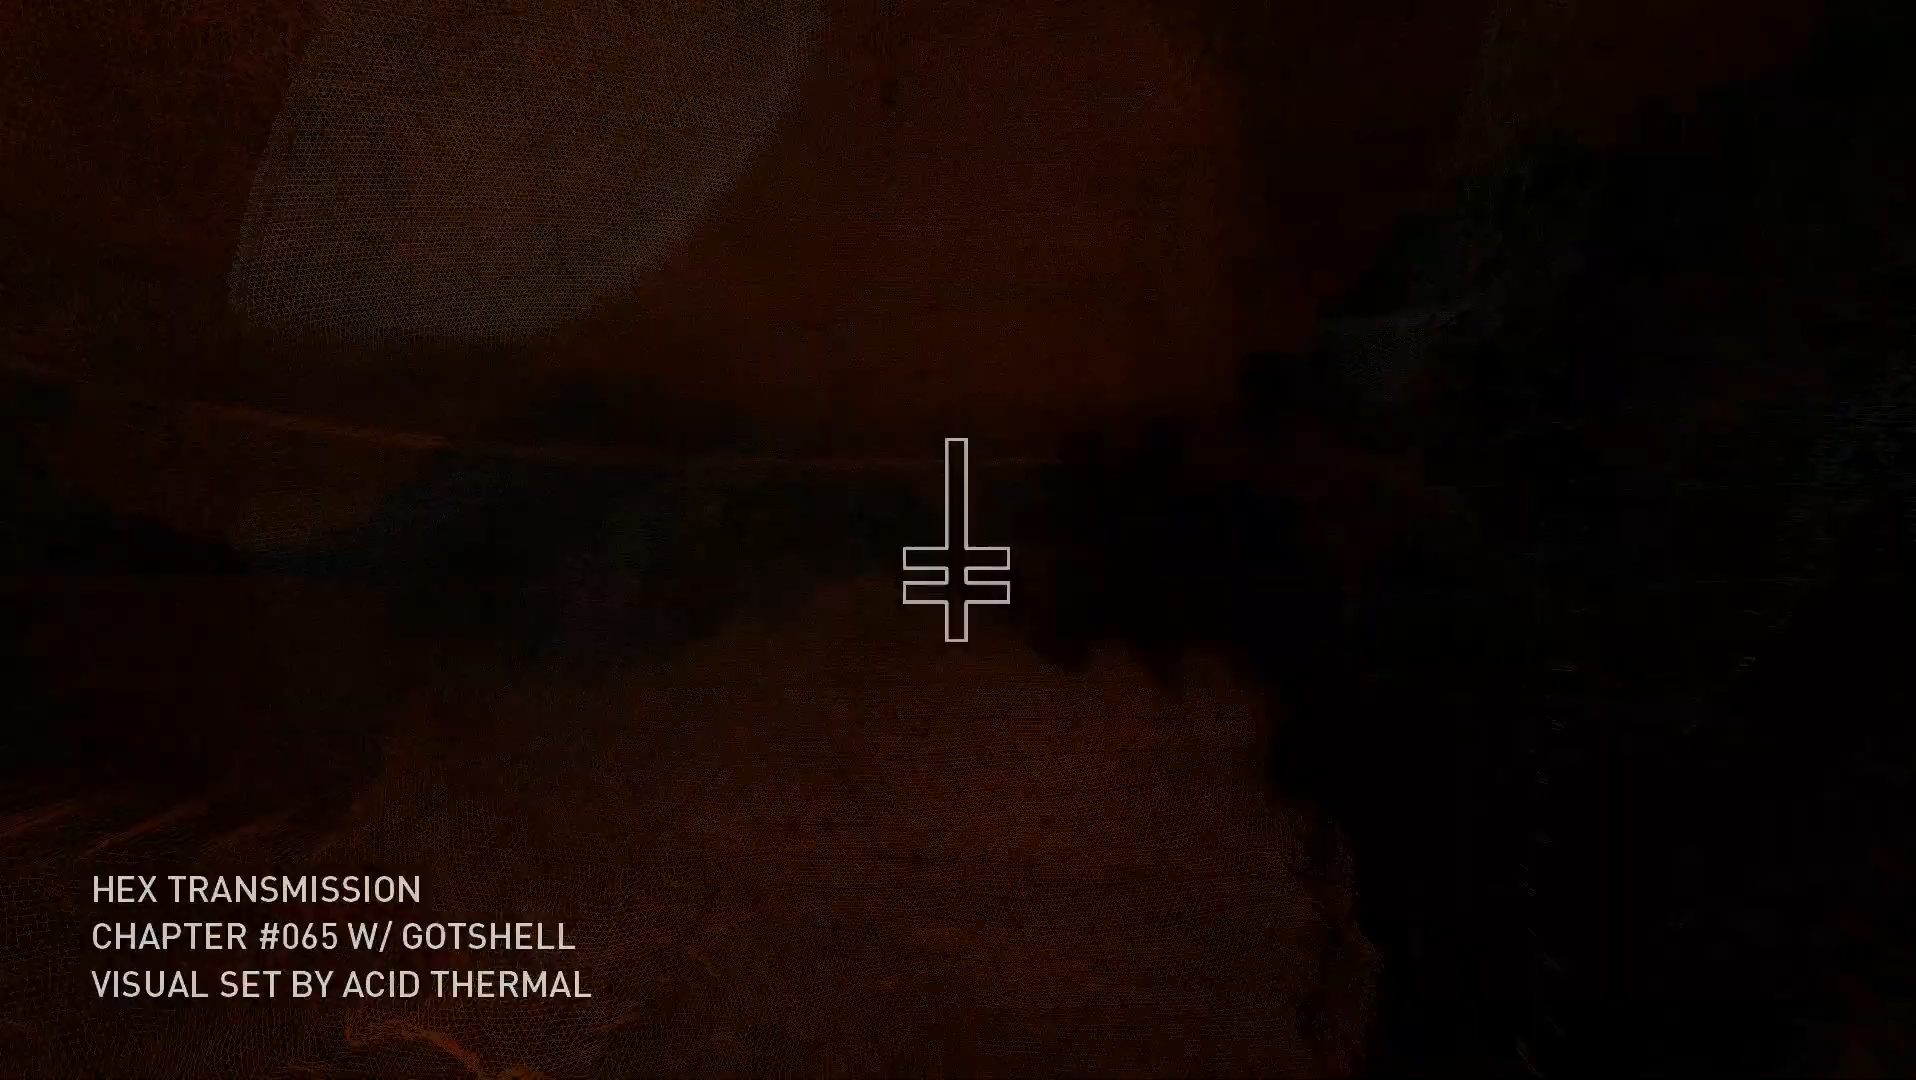 HEX TRANSMISSION
CHAPTER #065 W/ GOTSHELL
VISUAL SET BY ACID THERMAL